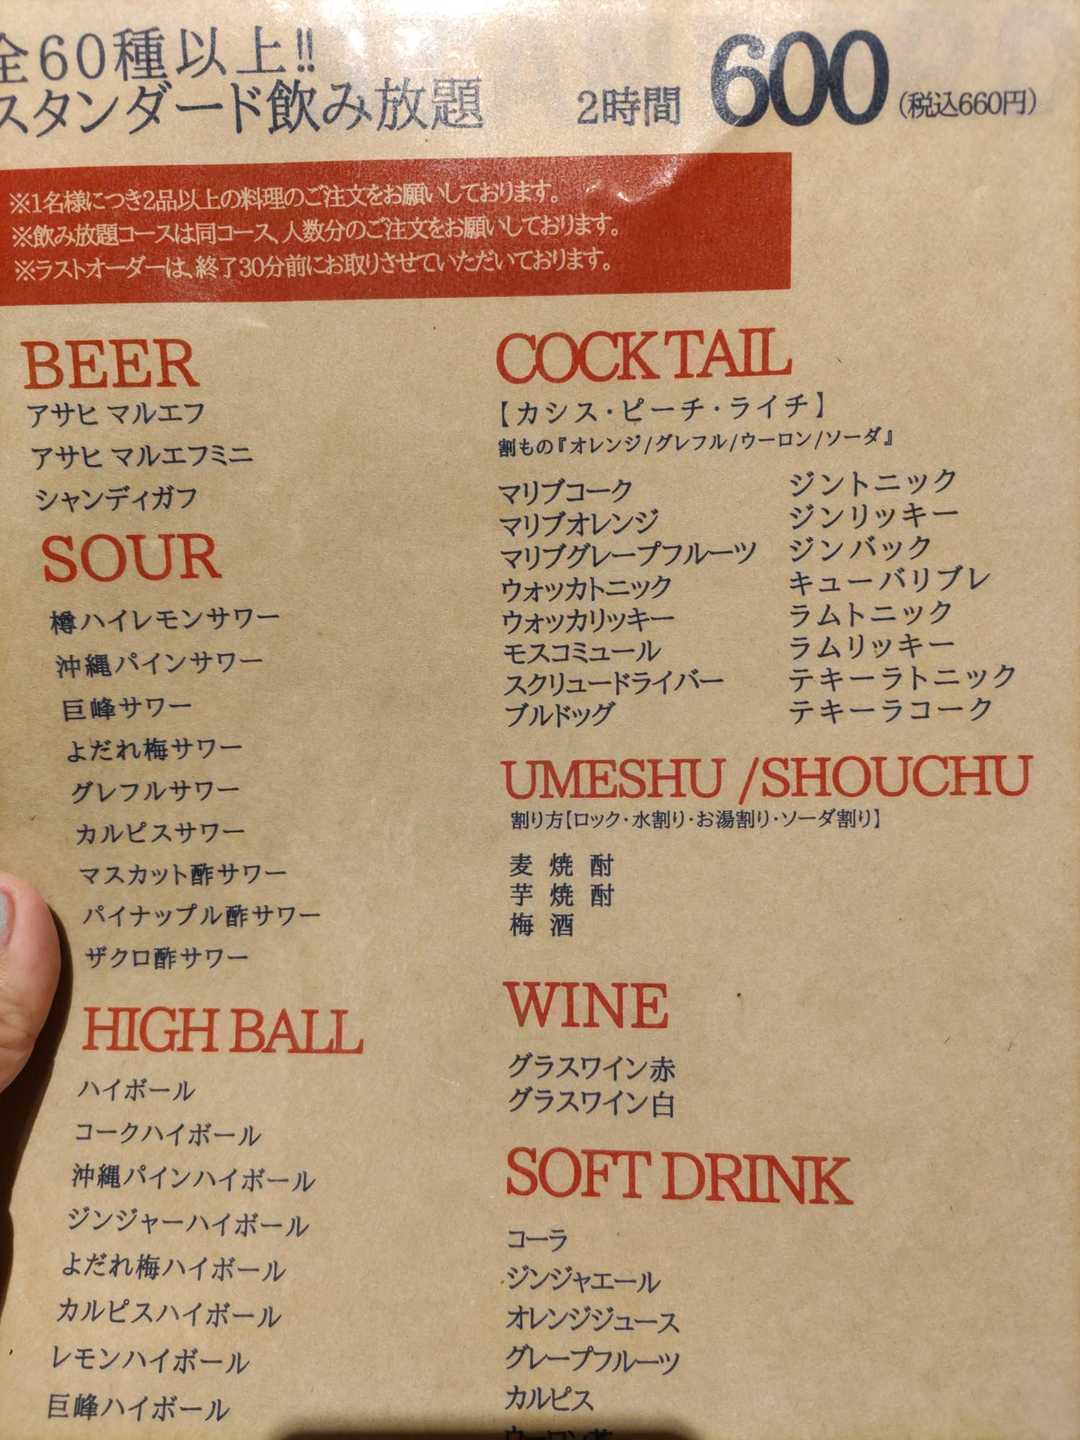 全60種以上!!
スタンダード飲み放題 2時間 600(税込660円)
※1名様につき2品以上の料理のご注文をお願いしております。
※飲み放題コースは同コース、人数分のご注文をお願いしております。
※ラストオーダーは、終了30分前にお取りさせていただいております。
BEER
アサヒ マルエフ
アサヒ マルエフミニ
シャンディガフ
SOUR
樽ハイレモンサワー
沖縄パインサワー
巨峰サワー
よだれ梅サワー
グレフルサワー
カルピスサワー
マスカット酢サワー
パイナップル酢サワー
ザクロ酢サワー
HIGH BALL
ハイボール
コークハイボール
沖縄パインハイボール
ジンジャーハイボール
よだれ梅ハイボール
カルピスハイボール
レモンハイボール
巨峰ハイボール
COCKTAIL
【カシス・ピーチ・ライチ】
割もの『オレンジ/グレフル/ウーロン/ソーダ』
マリブコーク
マリブオレンジ
マリブグレープフルーツ
ウォッカトニック
ウォッカリッキー
モスコミュール
スクリュードライバー
ブルドッグ
ジントニック
ジンリッキー
ジンバック
キューバリブレ
ラムトニック
ラムリッキー
テキーラトニック
テキーラコーク
UMESHU /SHOUCHU
割り方【ロック・水割り・お湯割り・ソーダ割り】
麦焼酎
芋焼酎
梅酒
WINE
グラスワイン赤
グラスワイン白
SOFT DRINK
コーラ
ジンジャエール
オレンジジュース
グレープフルーツ
カルピス